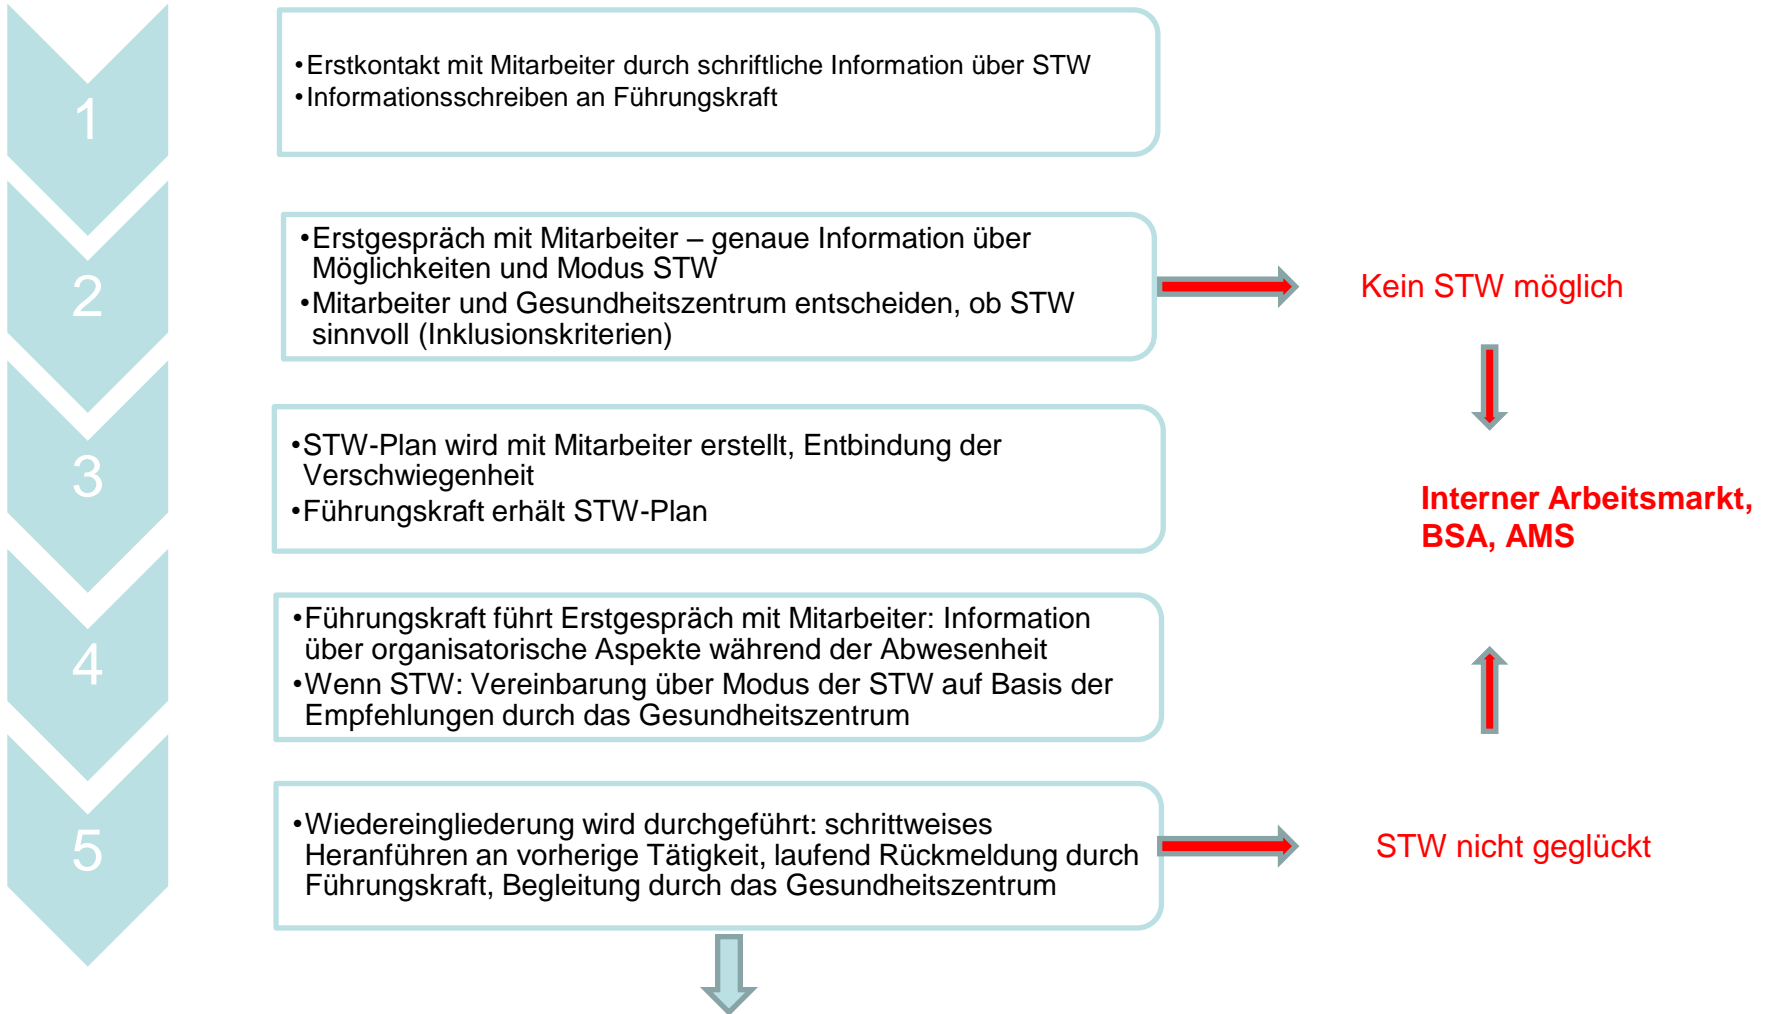 1
•Erstkontakt mit Mitarbeiter durch schriftliche Information über STW
•Informationsschreiben an Führungskraft
2
•Erstgespräch mit Mitarbeiter – genaue Information über
Möglichkeiten und Modus STW
•Mitarbeiter und Gesundheitszentrum entscheiden, ob STW
sinnvoll (Inklusionskriterien)
Kein STW möglich
3
•STW-Plan wird mit Mitarbeiter erstellt, Entbindung der
Verschwiegenheit
•Führungskraft erhält STW-Plan
Interner Arbeitsmarkt,
BSA, AMS
4
•Führungskraft führt Erstgespräch mit Mitarbeiter: Information
über organisatorische Aspekte während der Abwesenheit
•Wenn STW: Vereinbarung über Modus der STW auf Basis der
Empfehlungen durch das Gesundheitszentrum
5
•Wiedereingliederung wird durchgeführt: schrittweises
Heranführen an vorherige Tätigkeit, laufend Rückmeldung durch
Führungskraft, Begleitung durch das Gesundheitszentrum
STW nicht geglückt